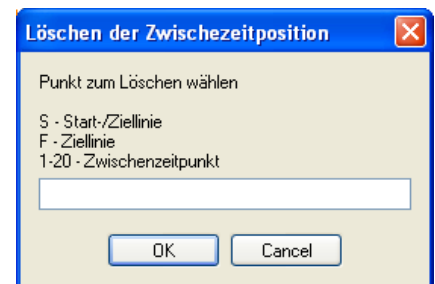 Löschen der Zwischezeitposition
Punkt zum Löschen wählen
S - Start-/Ziellinie
F - Ziellinie
1-20 - Zwischenzeitpunkt
OK
Cancel